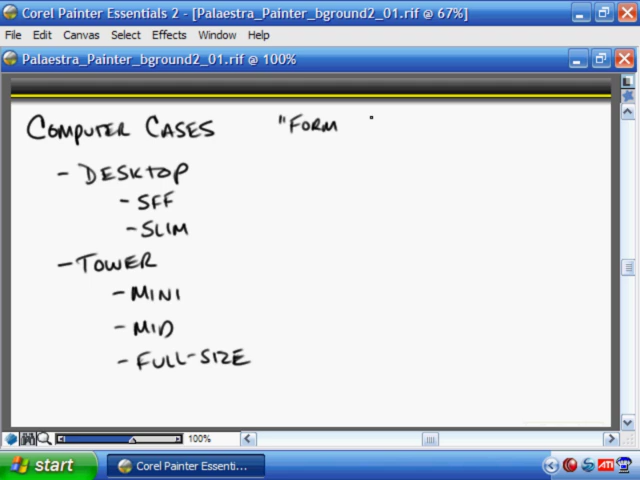 Corel Painter Essentials 2 - [Palaestra_Painter_bground2_01.rif @ 67%]
File Edit Canvas Select Effects Window Help
Palaestra_Painter_bground2_01.rif @ 100%
COMPUTER CASES "FORM
- DESKTOP
- SFF
- SLIM
- TOWER
- MINI
- MID
- FULL-SIZE
100%
start Corel Painter Essenti... ATI